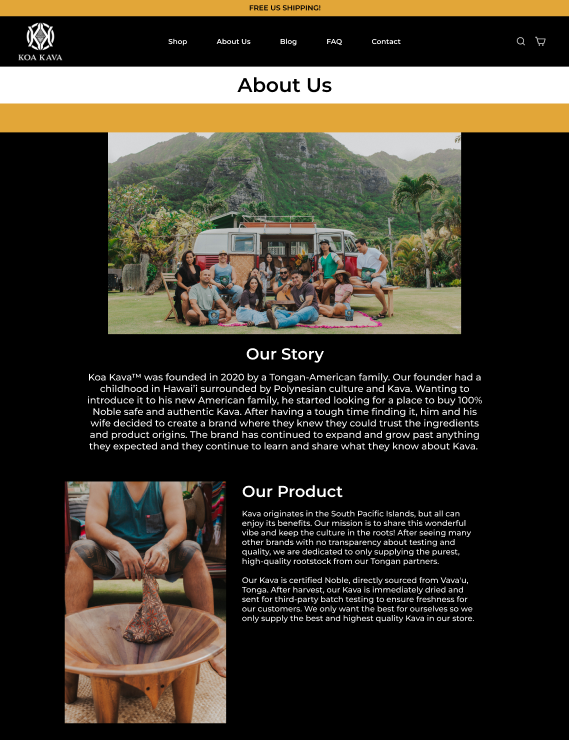 FREE US SHIPPING!
KOA KAVA
Shop
About Us
Blog
FAQ
Contact
About Us
Our Story
Koa Kava™ was founded in 2020 by a Tongan-American family. Our founder had a
childhood in Hawai'i surrounded by Polynesian culture and Kava. Wanting to
introduce it to his new American family, he started looking for a place to buy 100%
Noble safe and authentic Kava. After having a tough time finding it, him and his
wife decided to create a brand where they knew they could trust the ingredients
and product origins. The brand has continued to expand and grow past anything
they expected and they continue to learn and share what they know about Kava.
Our Product
Kava originates in the South Pacific Islands, but all can
enjoy its benefits. Our mission is to share this wonderful
vibe and keep the culture in the roots! After seeing many
other brands with no transparency about testing and
quality, we are dedicated to only supplying the purest,
high-quality rootstock from our Tongan partners.
Our Kava is certified Noble, directly sourced from Vava'u,
Tonga. After harvest, our Kava is immediately dried and
sent for third-party batch testing to ensure freshness for
our customers. We only want the best for ourselves so we
only supply the best and highest quality Kava in our store.